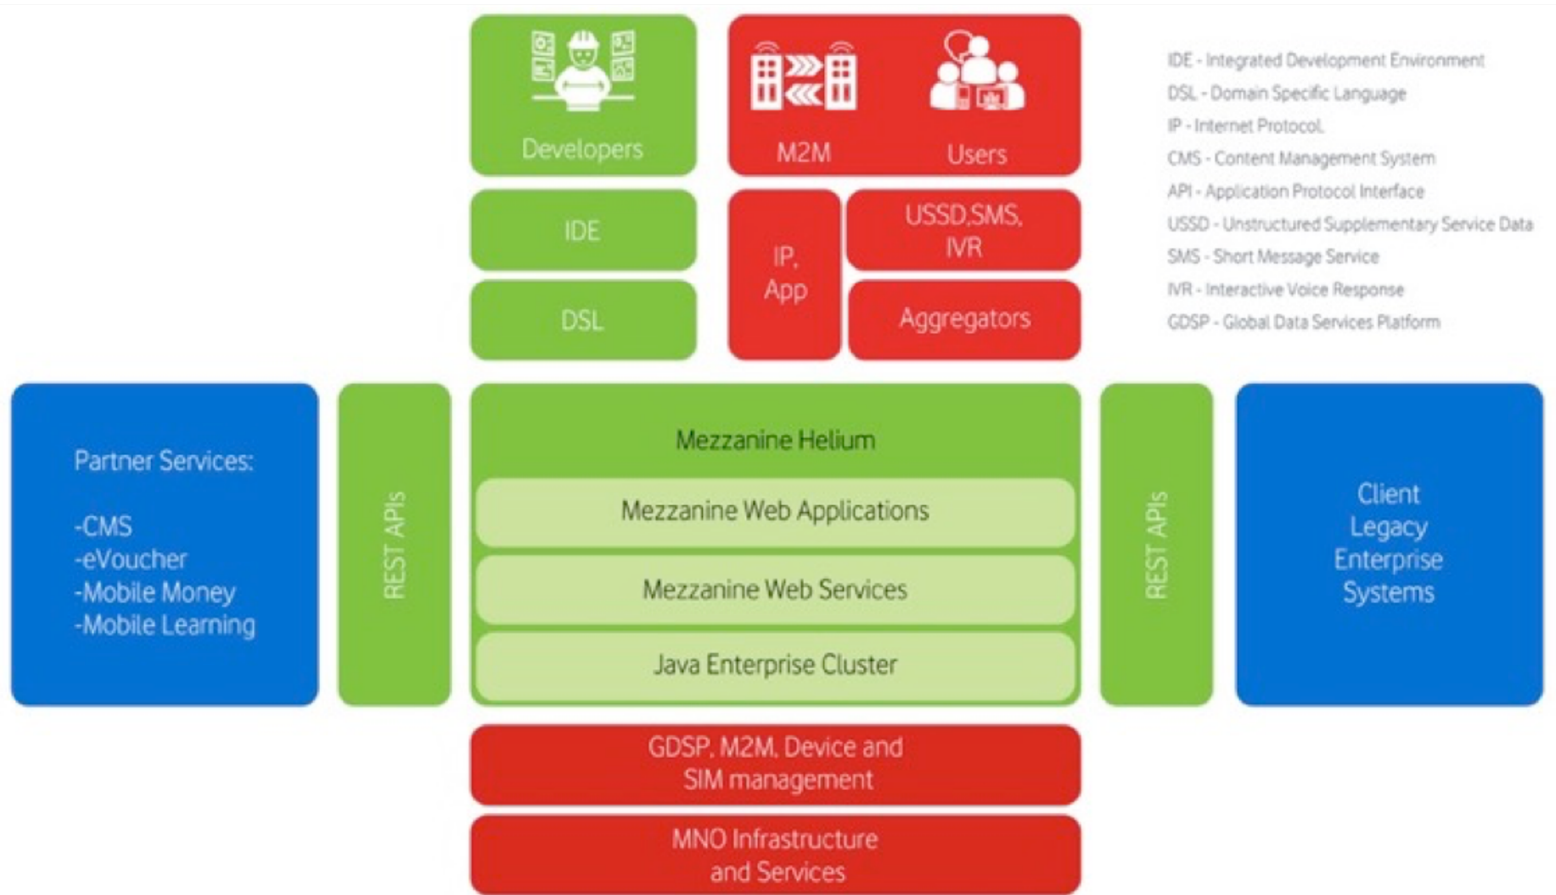 Developers
M2M
Users
IDE
DSL
IP,
App
USSD,SMS,
IVR
Aggregators
IDE - Integrated Development Environment
DSL - Domain Specific Language
IP - Internet Protocol.
CMS - Content Management System
API - Application Protocol Interface
USSD - Unstructured Supplementary Service Data
SMS - Short Message Service
IVR - Interactive Voice Response
GDSP - Global Data Services Platform
Partner Services:
-CMS
-eVoucher
-Mobile Money
-Mobile Learning
REST APIs
Mezzanine Helium
Mezzanine Web Applications
Mezzanine Web Services
Java Enterprise Cluster
REST APIs
Client
Legacy
Enterprise
Systems
GDSP, M2M, Device and
SIM management
MNO Infrastructure
and Services